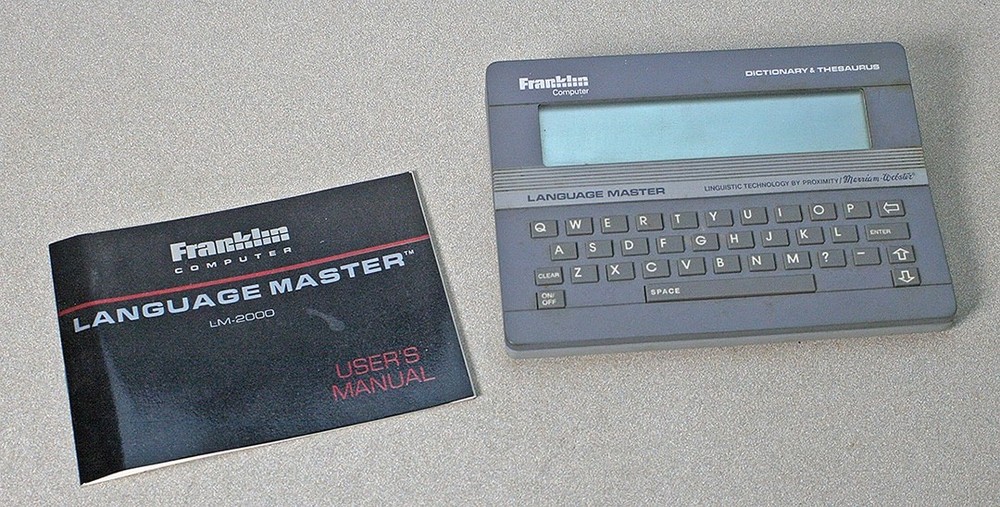 Franklin
COMPUTER
LANGUAGE MASTER™
LM-2000
USER'S
MANUAL
Franklin
Computer
DICTIONARY & THESAURUS
LANGUAGE MASTER
LINGUISTIC TECHNOLOGY BY PROXIMITY/Merriam-Webster®
Q W E R T Y U I O P ⇦
A S D F G H J K L ENTER
CLEAR Z X C V B N M ? – ⇧
ON/
OFF
SPACE
⇩